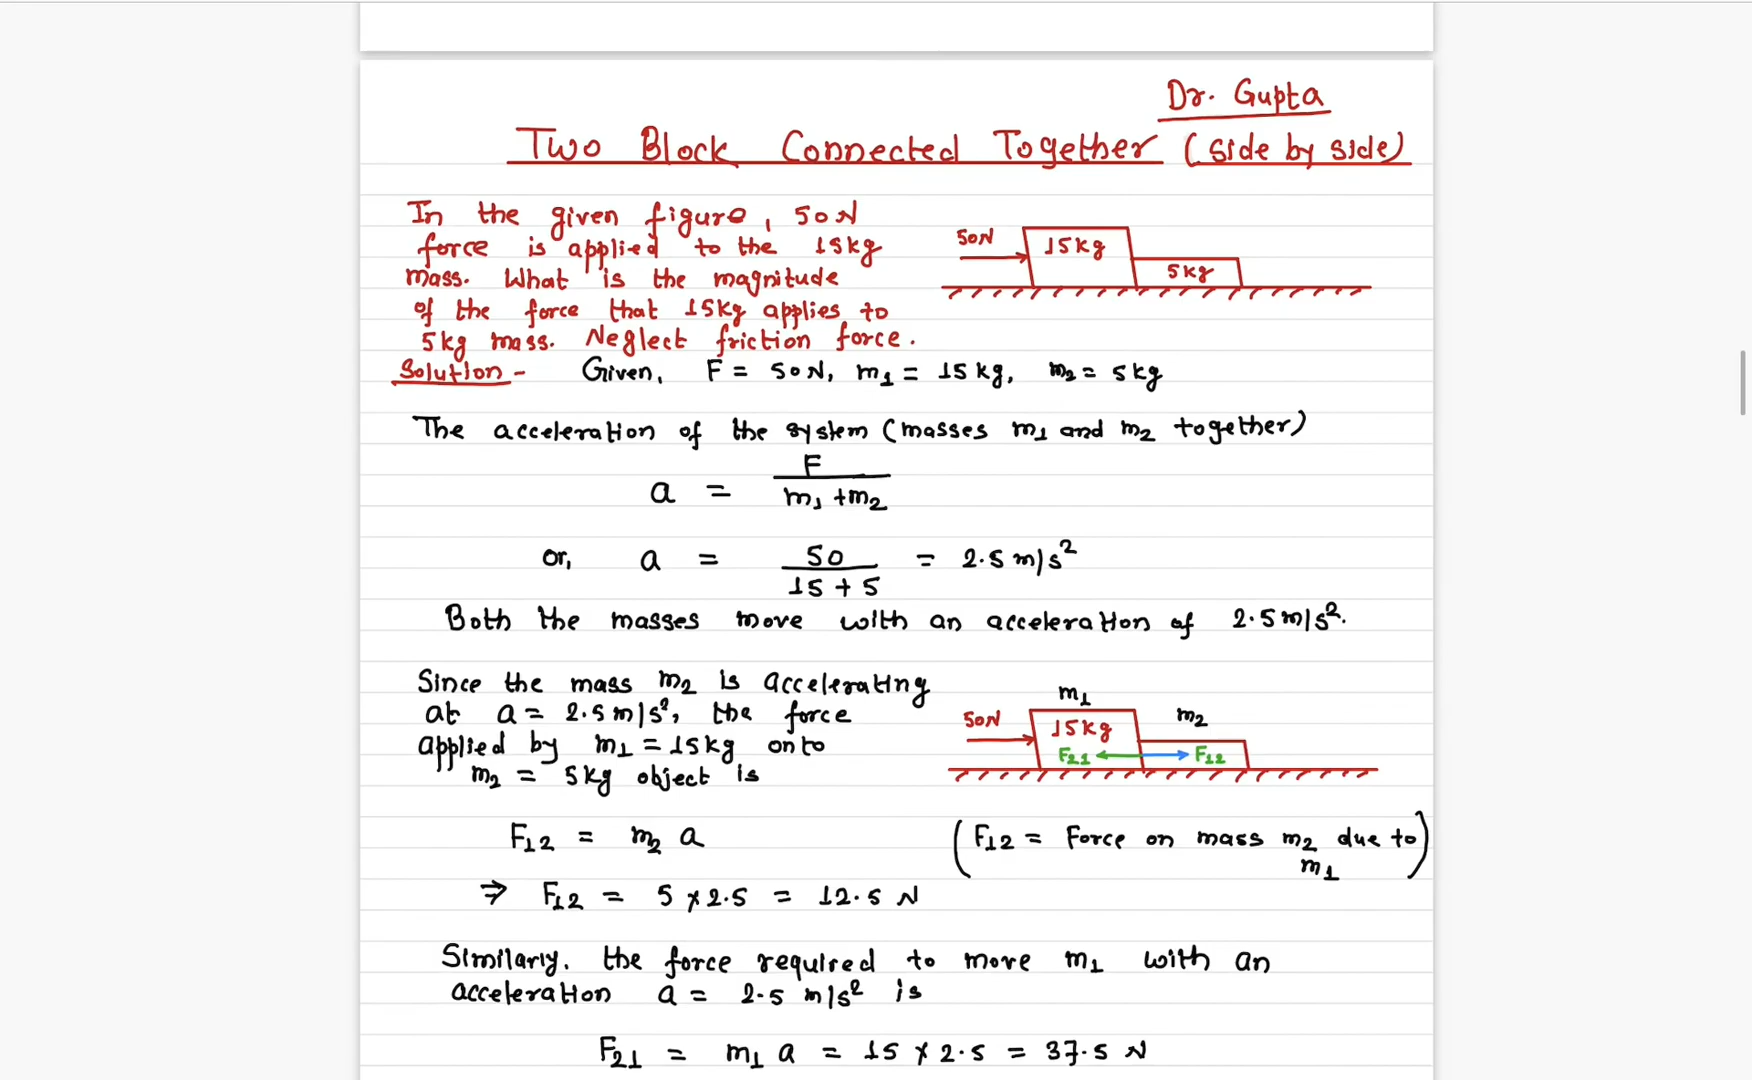 Dr. Gupta
Two Block Connected Together (side by side)
In the given figure, 50N
force is applied to the 15kg
mass. What is the magnitude
of the force that 15kg applies to
5kg mass. Neglect friction force.
50N
15kg
5kg
Solution - Given, F = 50N, m₁ = 15kg, m₂ = 5kg
The acceleration of the system (masses m₁ and m₂ together)
a = F / (m₁ + m₂)
or, a = 50 / (15 + 5) = 2.5 m/s²
Both the masses move with an acceleration of 2.5 m/s².
Since the mass m₂ is accelerating
at a = 2.5 m/s², the force
applied by m₁ = 15kg onto
m₂ = 5kg object is
m₁
m₂
50N
15kg
F₂₁
F₁₂
F₁₂ = m₂ a
(F₁₂ = Force on mass m₂ due to
m₁)
⇒ F₁₂ = 5 × 2.5 = 12.5 N
Similarly, the force required to move m₁ with an
acceleration a = 2.5 m/s² is
F₂₁ = m₁ a = 15 × 2.5 = 37.5 N